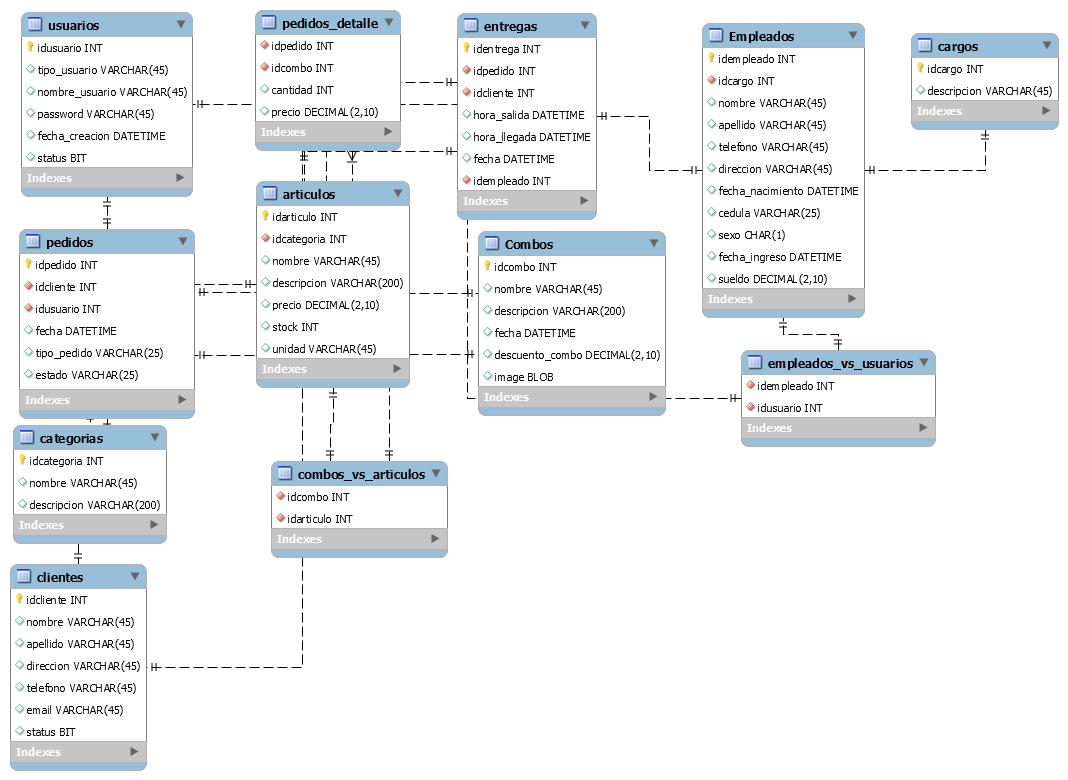 usuarios
idusuario INT
tipo_usuario VARCHAR(45)
nombre_usuario VARCHAR(45)
password VARCHAR(45)
fecha_creacion DATETIME
status BIT
Indexes
pedidos_detalle
idpedido INT
idcombo INT
cantidad INT
precio DECIMAL(2,10)
Indexes
entregas
identrega INT
idpedido INT
idcliente INT
hora_salida DATETIME
hora_llegada DATETIME
fecha DATETIME
idempleado INT
Indexes
Empleados
idempleado INT
idcargo INT
nombre VARCHAR(45)
apellido VARCHAR(45)
telefono VARCHAR(45)
direccion VARCHAR(45)
fecha_nacimiento DATETIME
cedula VARCHAR(25)
sexo CHAR(1)
fecha_ingreso DATETIME
sueldo DECIMAL(2,10)
Indexes
cargos
idcargo INT
descripcion VARCHAR(45)
Indexes
pedidos
idpedido INT
idcliente INT
idusuario INT
fecha DATETIME
tipo_pedido VARCHAR(25)
estado VARCHAR(25)
Indexes
articulos
idarticulo INT
idcategoria INT
nombre VARCHAR(45)
descripcion VARCHAR(200)
precio DECIMAL(2,10)
stock INT
unidad VARCHAR(45)
Indexes
Combos
idcombo INT
nombre VARCHAR(45)
descripcion VARCHAR(200)
fecha DATETIME
descuento_combo DECIMAL(2,10)
image BLOB
Indexes
empleados_vs_usuarios
idempleado INT
idusuario INT
Indexes
categorias
idcategoria INT
nombre VARCHAR(45)
descripcion VARCHAR(200)
Indexes
combos_vs_articulos
idcombo INT
idarticulo INT
Indexes
clientes
idcliente INT
nombre VARCHAR(45)
apellido VARCHAR(45)
direccion VARCHAR(45)
telefono VARCHAR(45)
email VARCHAR(45)
status BIT
Indexes